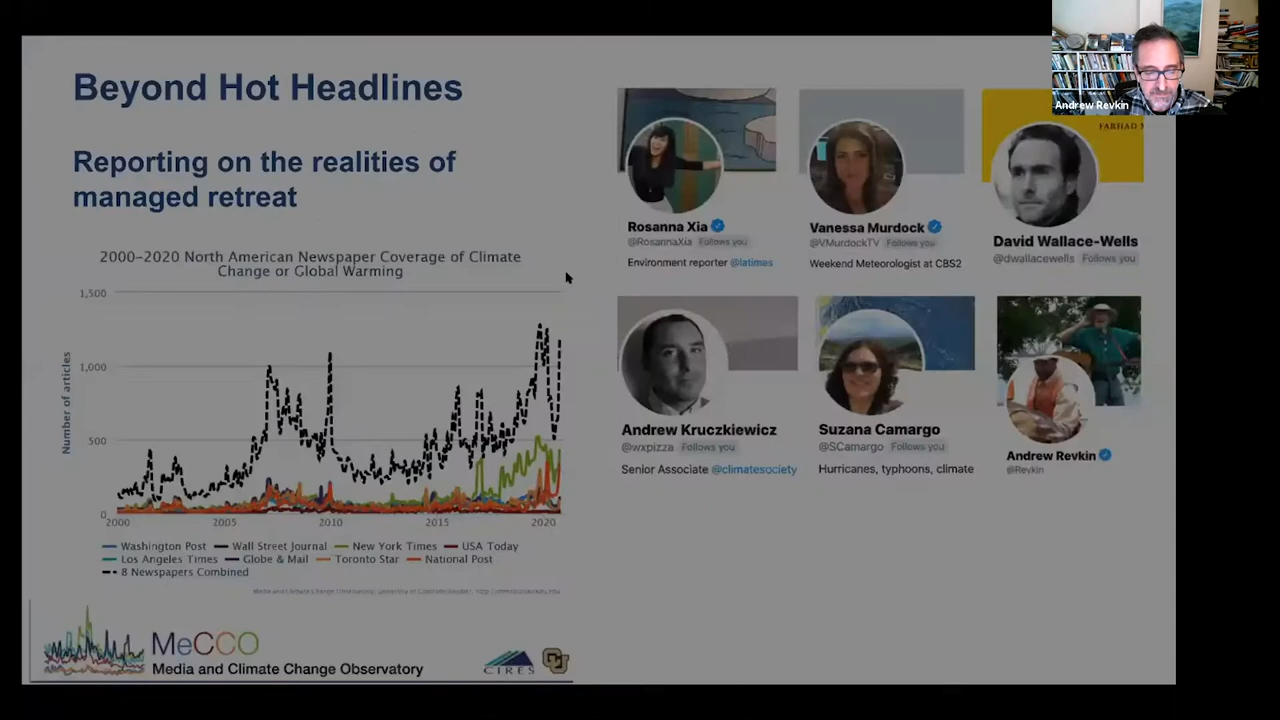 Beyond Hot Headlines
Reporting on the realities of
managed retreat
2000-2020 North American Newspaper Coverage of Climate
Change or Global Warming
Number of articles
1,500
1,000
500
0
2000
2005
2010
2015
2020
Washington Post
Wall Street Journal
New York Times
USA Today
Los Angeles Times
Globe & Mail
Toronto Star
National Post
8 Newspapers Combined
MeCCO
Media and Climate Change Observatory
CIRES
CU
Rosanna Xia
@RosannaXia Follows you
Environment reporter @latimes
Vanessa Murdock
@VMurdockTV Follows you
Weekend Meteorologist at CBS2
FARHAD
David Wallace-Wells
@dwallacewells Follows you
Andrew Kruczkiewicz
@wxpizza Follows you
Senior Associate @climatesociety
Suzana Camargo
@SCamargo Follows you
Hurricanes, typhoons, climate
Andrew Revkin
@Revkin
Andrew Revkin